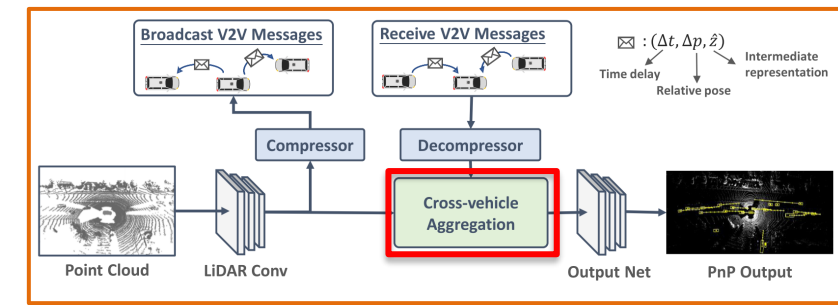 Broadcast V2V Messages
Receive V2V Messages
: (Δt, Δp, ẑ)
Time delay
Relative pose
Intermediate
representation
Compressor
Decompressor
Cross-vehicle
Aggregation
Point Cloud
LiDAR Conv
Output Net
PnP Output